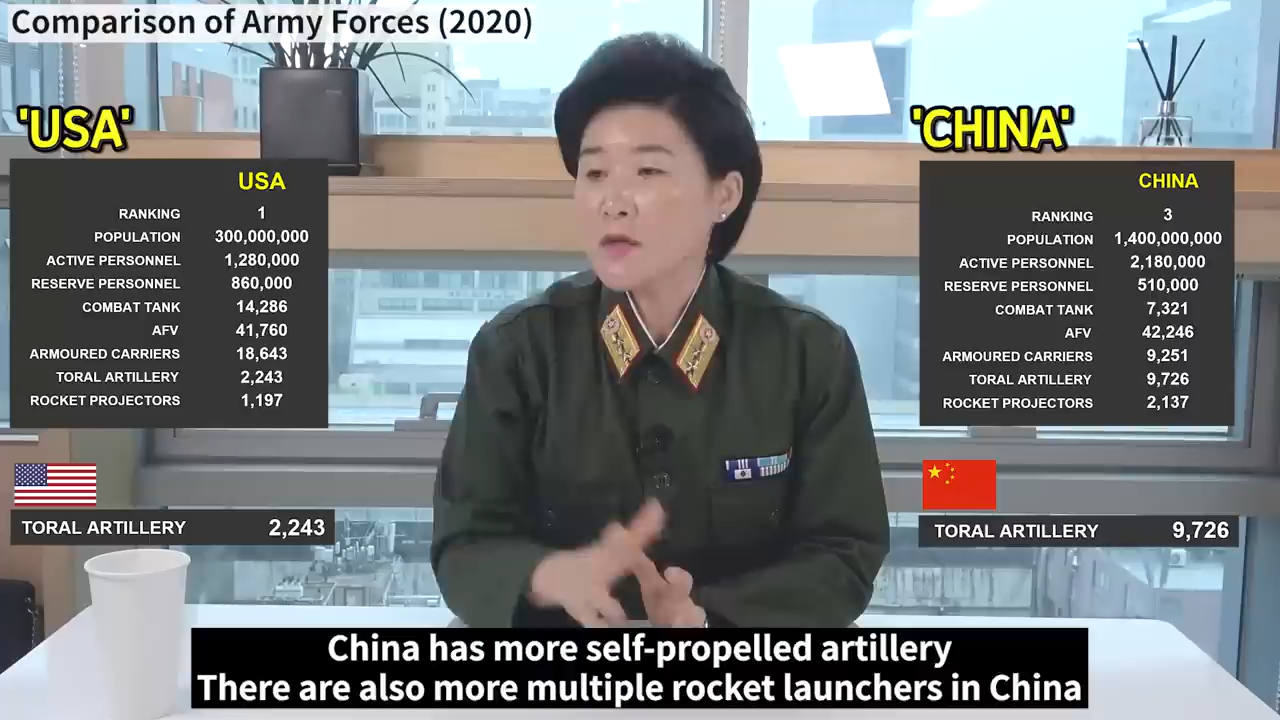 Comparison of Army Forces (2020)
'USA'
USA
RANKING 1
POPULATION 300,000,000
ACTIVE PERSONNEL 1,280,000
RESERVE PERSONNEL 860,000
COMBAT TANK 14,286
AFV 41,760
ARMOURED CARRIERS 18,643
TORAL ARTILLERY 2,243
ROCKET PROJECTORS 1,197
TORAL ARTILLERY 2,243
'CHINA'
CHINA
RANKING 3
POPULATION 1,400,000,000
ACTIVE PERSONNEL 2,180,000
RESERVE PERSONNEL 510,000
COMBAT TANK 7,321
AFV 42,246
ARMOURED CARRIERS 9,251
TORAL ARTILLERY 9,726
ROCKET PROJECTORS 2,137
TORAL ARTILLERY 9,726
China has more self-propelled artillery
There are also more multiple rocket launchers in China